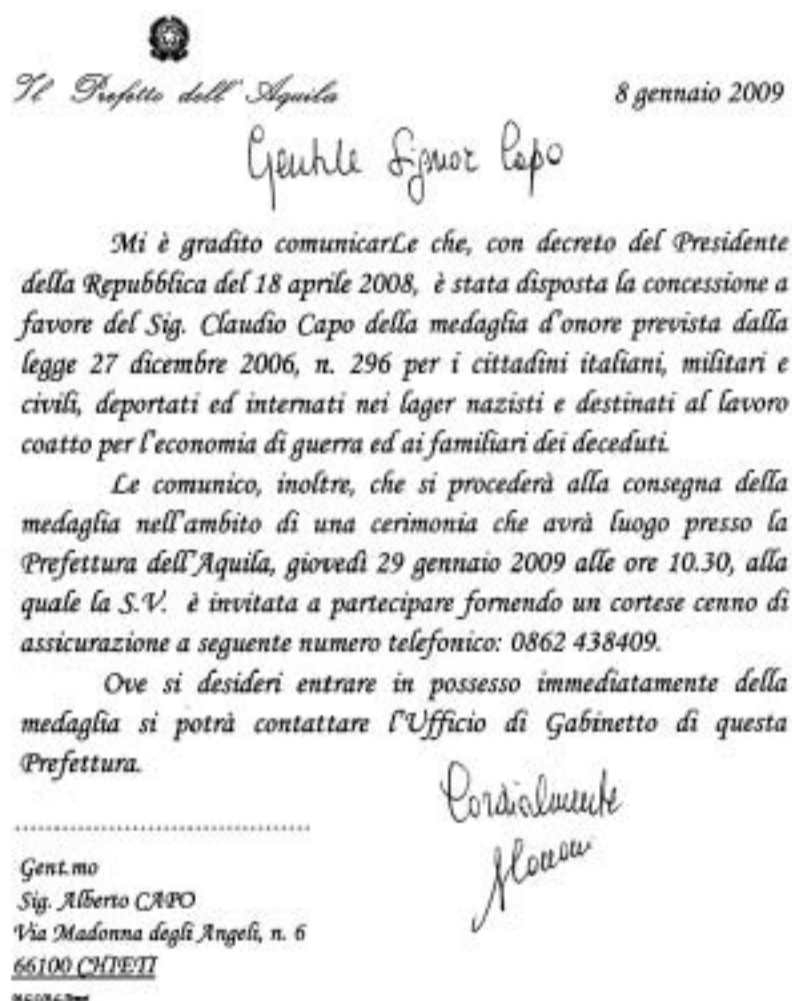 Il Prefetto dell'Aquila
8 gennaio 2009
Gentile Signor Capo
Mi è gradito comunicarLe che, con decreto del Presidente
della Repubblica del 18 aprile 2008, è stata disposta la concessione a
favore del Sig. Claudio Capo della medaglia d'onore prevista dalla
legge 27 dicembre 2006, n. 296 per i cittadini italiani, militari e
civili, deportati ed internati nei lager nazisti e destinati al lavoro
coatto per l'economia di guerra ed ai familiari dei deceduti.
Le comunico, inoltre, che si procederà alla consegna della
medaglia nell'ambito di una cerimonia che avrà luogo presso la
Prefettura dell'Aquila, giovedì 29 gennaio 2009 alle ore 10.30, alla
quale la S.V. è invitata a partecipare fornendo un cortese cenno di
assicurazione a seguente numero telefonico: 0862 438409.
Ove si desideri entrare in possesso immediatamente della
medaglia si potrà contattare l'Ufficio di Gabinetto di questa
Prefettura.
Cordialmente
Gent.mo
Sig. Alberto CAPO
Via Madonna degli Angeli, n. 6
66100 CHIETI